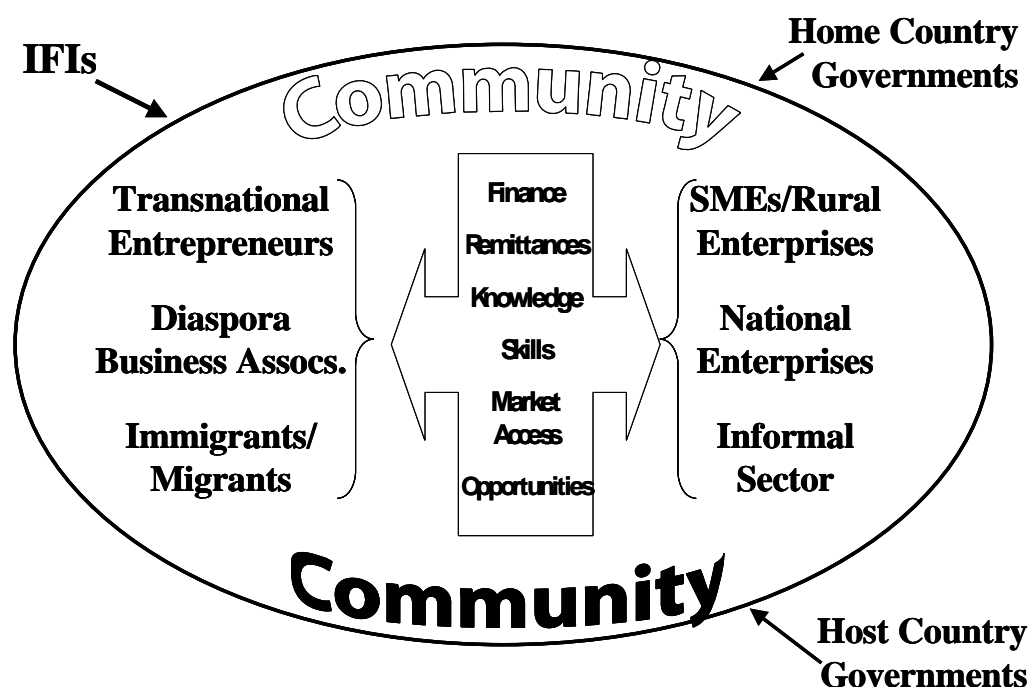 IFIs
Home Country
Governments
Community
Transnational
Entrepreneurs
Diaspora
Business Assocs.
Immigrants/
Migrants
Finance
Remittances
Knowledge
Skills
Market
Access
Opportunities
SMEs/Rural
Enterprises
National
Enterprises
Informal
Sector
Community
Host Country
Governments